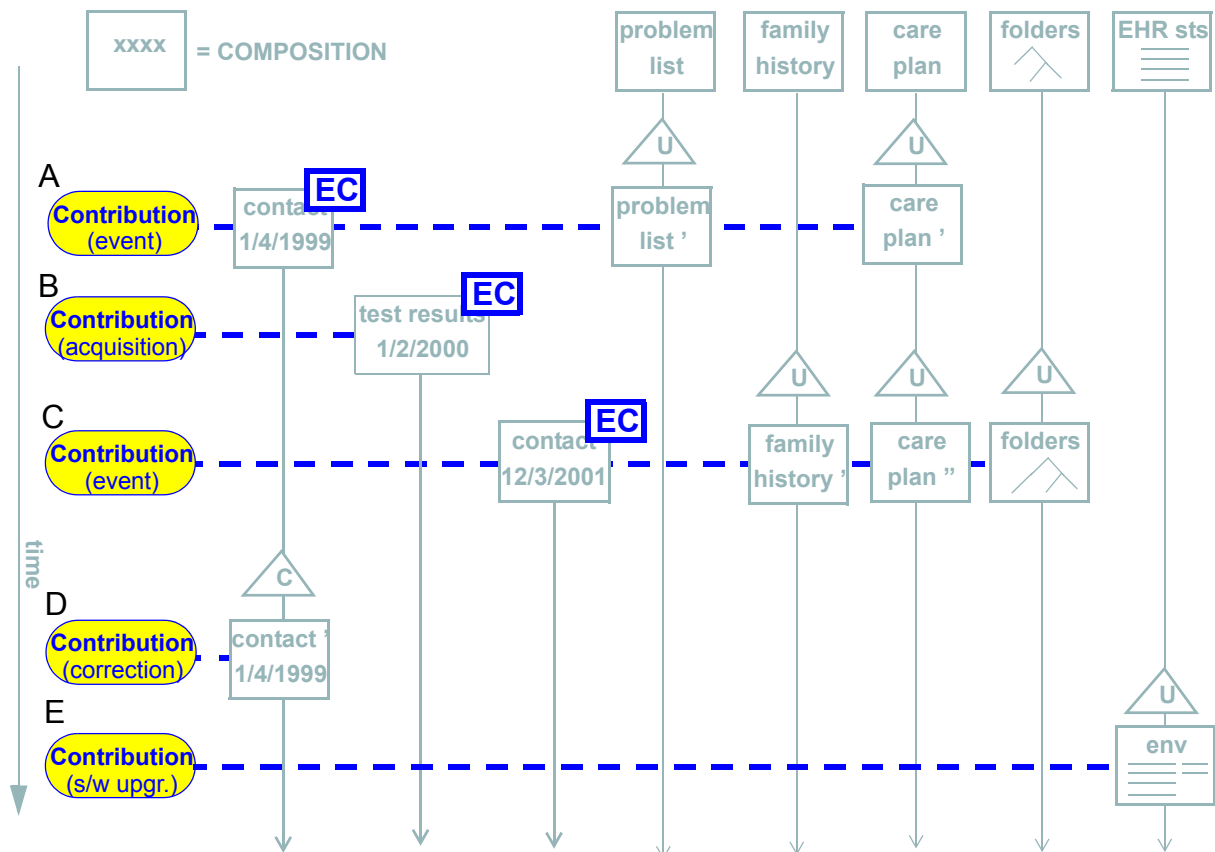 xxxx
= COMPOSITION
problem
list
family
history
care
plan
folders
EHR sts
U
U
A
Contribution
(event)
contact
1/4/1999
EC
problem
list ’
care
plan ’
B
Contribution
(acquisition)
test results
1/2/2000
EC
U
U
U
C
Contribution
(event)
contact
12/3/2001
EC
family
history ’
care
plan ”
folders
time
C
D
Contribution
(correction)
contact ’
1/4/1999
U
E
Contribution
(s/w upgr.)
env